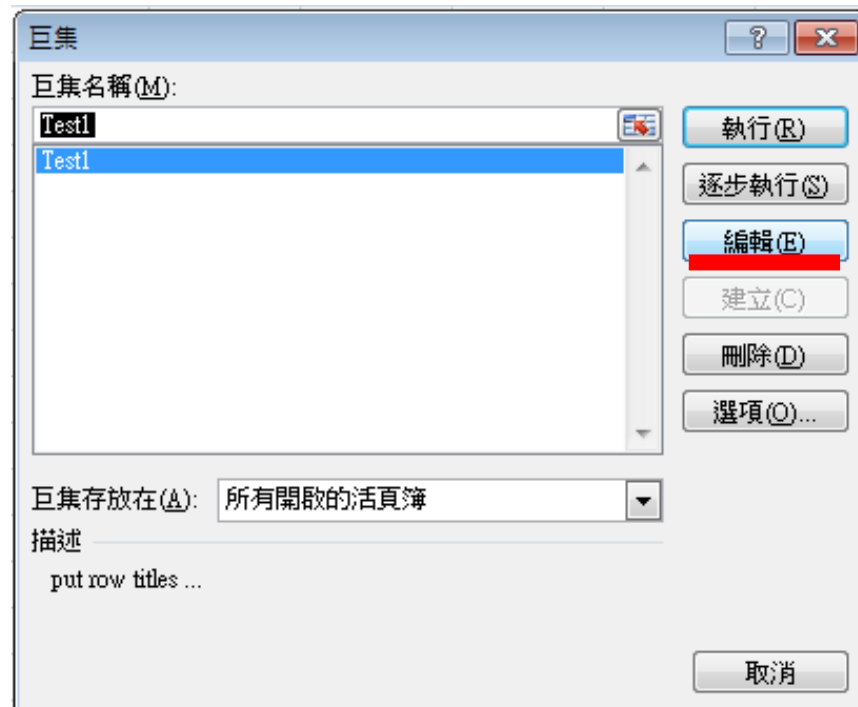 巨集
巨集名稱(M):
Test1
Test1
執行(R)
逐步執行(S)
編輯(E)
建立(C)
刪除(D)
選項(O)...
巨集存放在(A): 所有開啟的活頁簿
描述
put row titles ...
取消